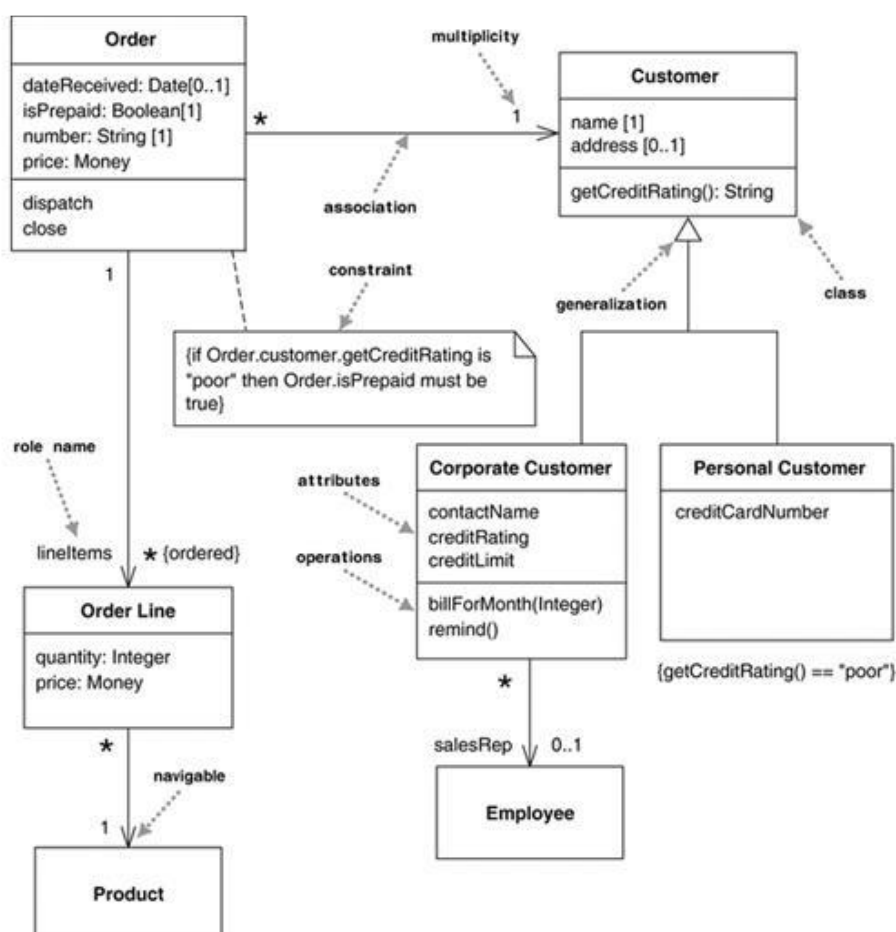 Order
dateReceived: Date[0..1]
isPrepaid: Boolean[1]
number: String [1]
price: Money
dispatch
close
multiplicity
*
1
association
Customer
name [1]
address [0..1]
getCreditRating(): String
1
constraint
generalization
class
{if Order.customer.getCreditRating is
"poor" then Order.isPrepaid must be
true}
role name
lineItems
* {ordered}
attributes
operations
Corporate Customer
contactName
creditRating
creditLimit
billForMonth(Integer)
remind()
Personal Customer
creditCardNumber
{getCreditRating() == "poor"}
Order Line
quantity: Integer
price: Money
*
navigable
1
Product
*
salesRep
0..1
Employee